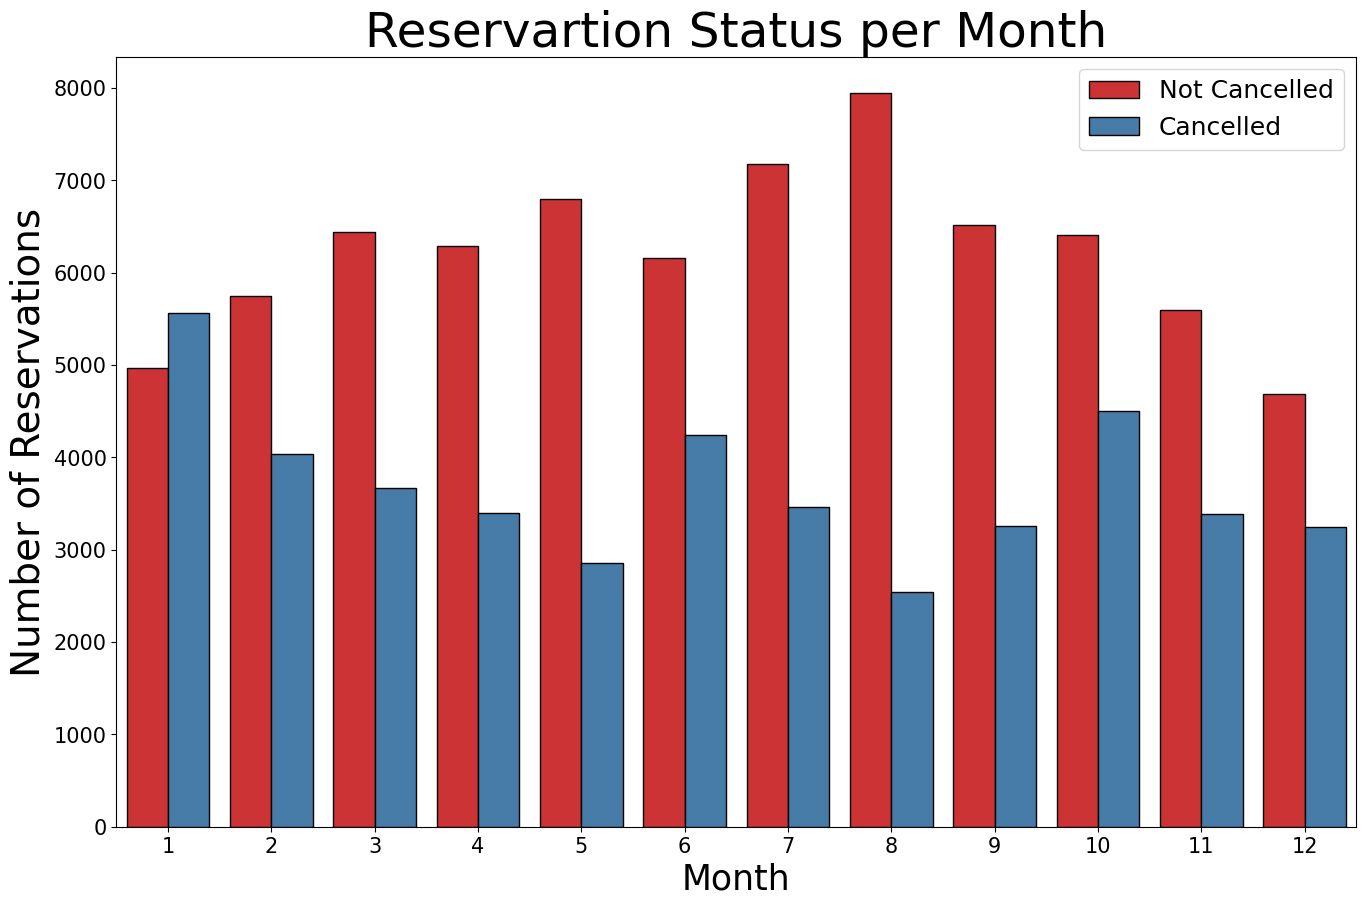 Reservartion Status per Month
Not Cancelled
Cancelled
Number of Reservations
8000
7000
6000
5000
4000
3000
2000
1000
0
1 2 3 4 5 6 7 8 9 10 11 12
Month